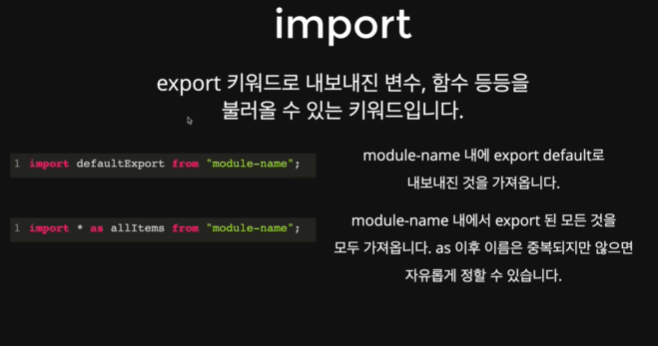 import
export 키워드로 내보내진 변수, 함수 등등을
불러올 수 있는 키워드입니다.
1 import defaultExport from "module-name";
module-name 내에 export default로
내보내진 것을 가져옵니다.
1 import * as allItems from "module-name";
module-name 내에서 export 된 모든 것을
모두 가져옵니다. as 이후 이름은 중복되지만 않으면
자유롭게 정할 수 있습니다.